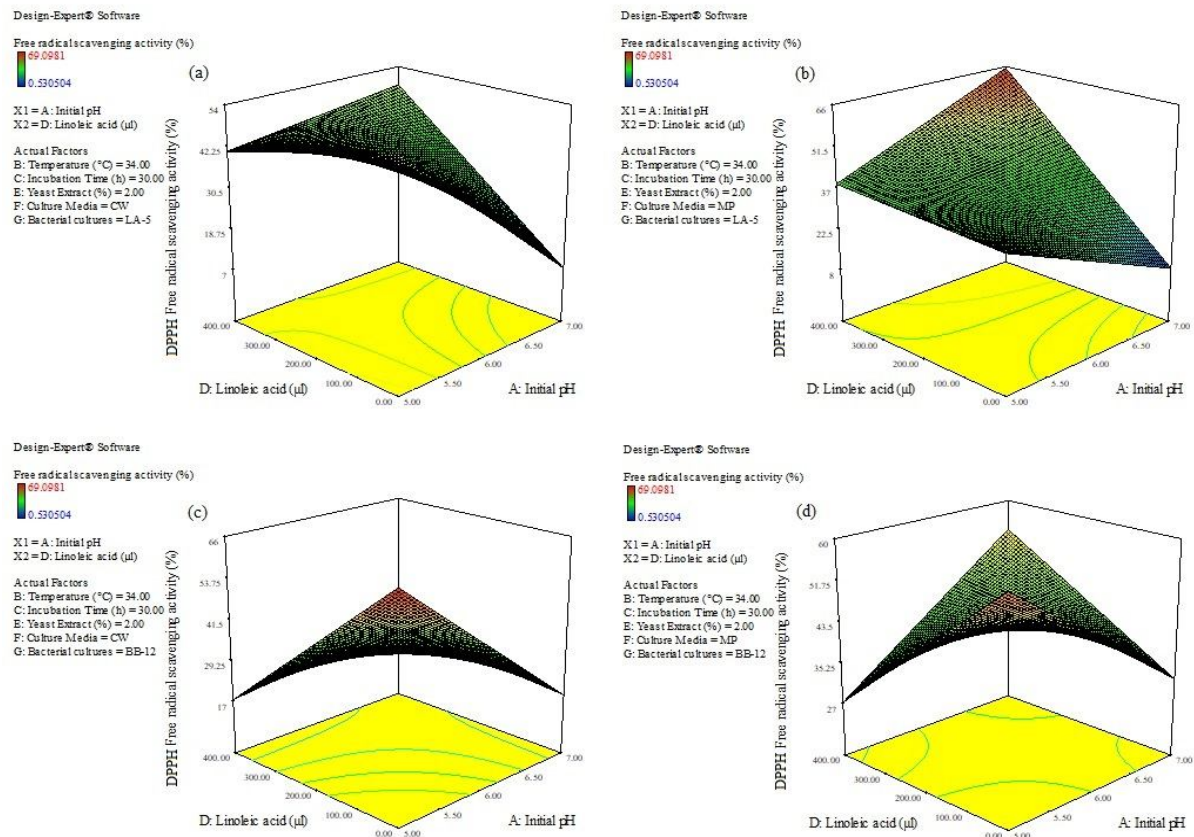 Design-Expert® Software
Free radical scavenging activity (%)
69.0981
0.530504
X1 = A: Initial pH
X2 = D: Linoleic acid (µl)
Actual Factors
B: Temperature (°C) = 34.00
C: Incubation Time (h) = 30.00
E: Yeast Extract (%) = 2.00
F: Culture Media = CW
G: Bacterial cultures = LA-5
(a)
DPPH Free radical scavenging activity (%)
54
42.25
30.5
18.75
7
400.00
300.00
200.00
100.00
0.00
5.00
5.50
6.00
6.50
7.00
D: Linoleic acid (µl)
A: Initial pH
Design-Expert® Software
Free radical scavenging activity (%)
69.0981
0.530504
X1 = A: Initial pH
X2 = D: Linoleic acid (µl)
Actual Factors
B: Temperature (°C) = 34.00
C: Incubation Time (h) = 30.00
E: Yeast Extract (%) = 2.00
F: Culture Media = MP
G: Bacterial cultures = LA-5
(b)
DPPH Free radical scavenging activity (%)
66
51.5
37
22.5
8
400.00
300.00
200.00
100.00
0.00
5.00
5.50
6.00
6.50
7.00
D: Linoleic acid (µl)
A: Initial pH
Design-Expert® Software
Free radical scavenging activity (%)
69.0981
0.530504
X1 = A: Initial pH
X2 = D: Linoleic acid (µl)
Actual Factors
B: Temperature (°C) = 34.00
C: Incubation Time (h) = 30.00
E: Yeast Extract (%) = 2.00
F: Culture Media = CW
G: Bacterial cultures = BB-12
(c)
DPPH Free radical scavenging activity (%)
66
53.75
41.5
29.25
17
400.00
300.00
200.00
100.00
0.00
5.00
5.50
6.00
6.50
7.00
D: Linoleic acid (µl)
A: Initial pH
Design-Expert® Software
Free radical scavenging activity (%)
69.0981
0.530504
X1 = A: Initial pH
X2 = D: Linoleic acid (µl)
Actual Factors
B: Temperature (°C) = 34.00
C: Incubation Time (h) = 30.00
E: Yeast Extract (%) = 2.00
F: Culture Media = MP
G: Bacterial cultures = BB-12
(d)
DPPH Free radical scavenging activity (%)
60
51.75
43.5
35.25
27
400.00
300.00
200.00
100.00
0.00
5.00
5.50
6.00
6.50
7.00
D: Linoleic acid (µl)
A: Initial pH